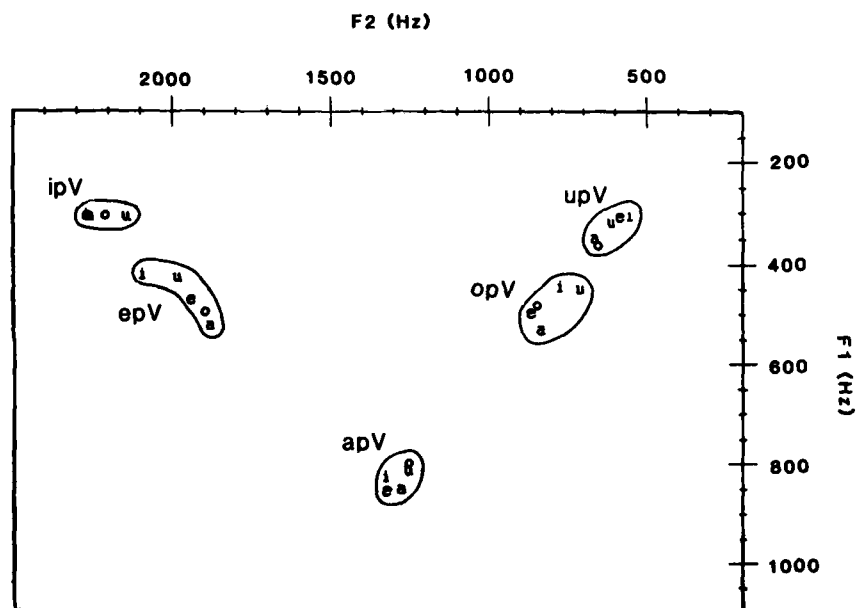 F2 (Hz)
2000 1500 1000 500
200
ipV
upV
u e i
o u
a
o
400
i u
opV
i u
epV
e
o
a
e o
a
600
F1 (Hz)
apV
o
u
i
e a
800
1000